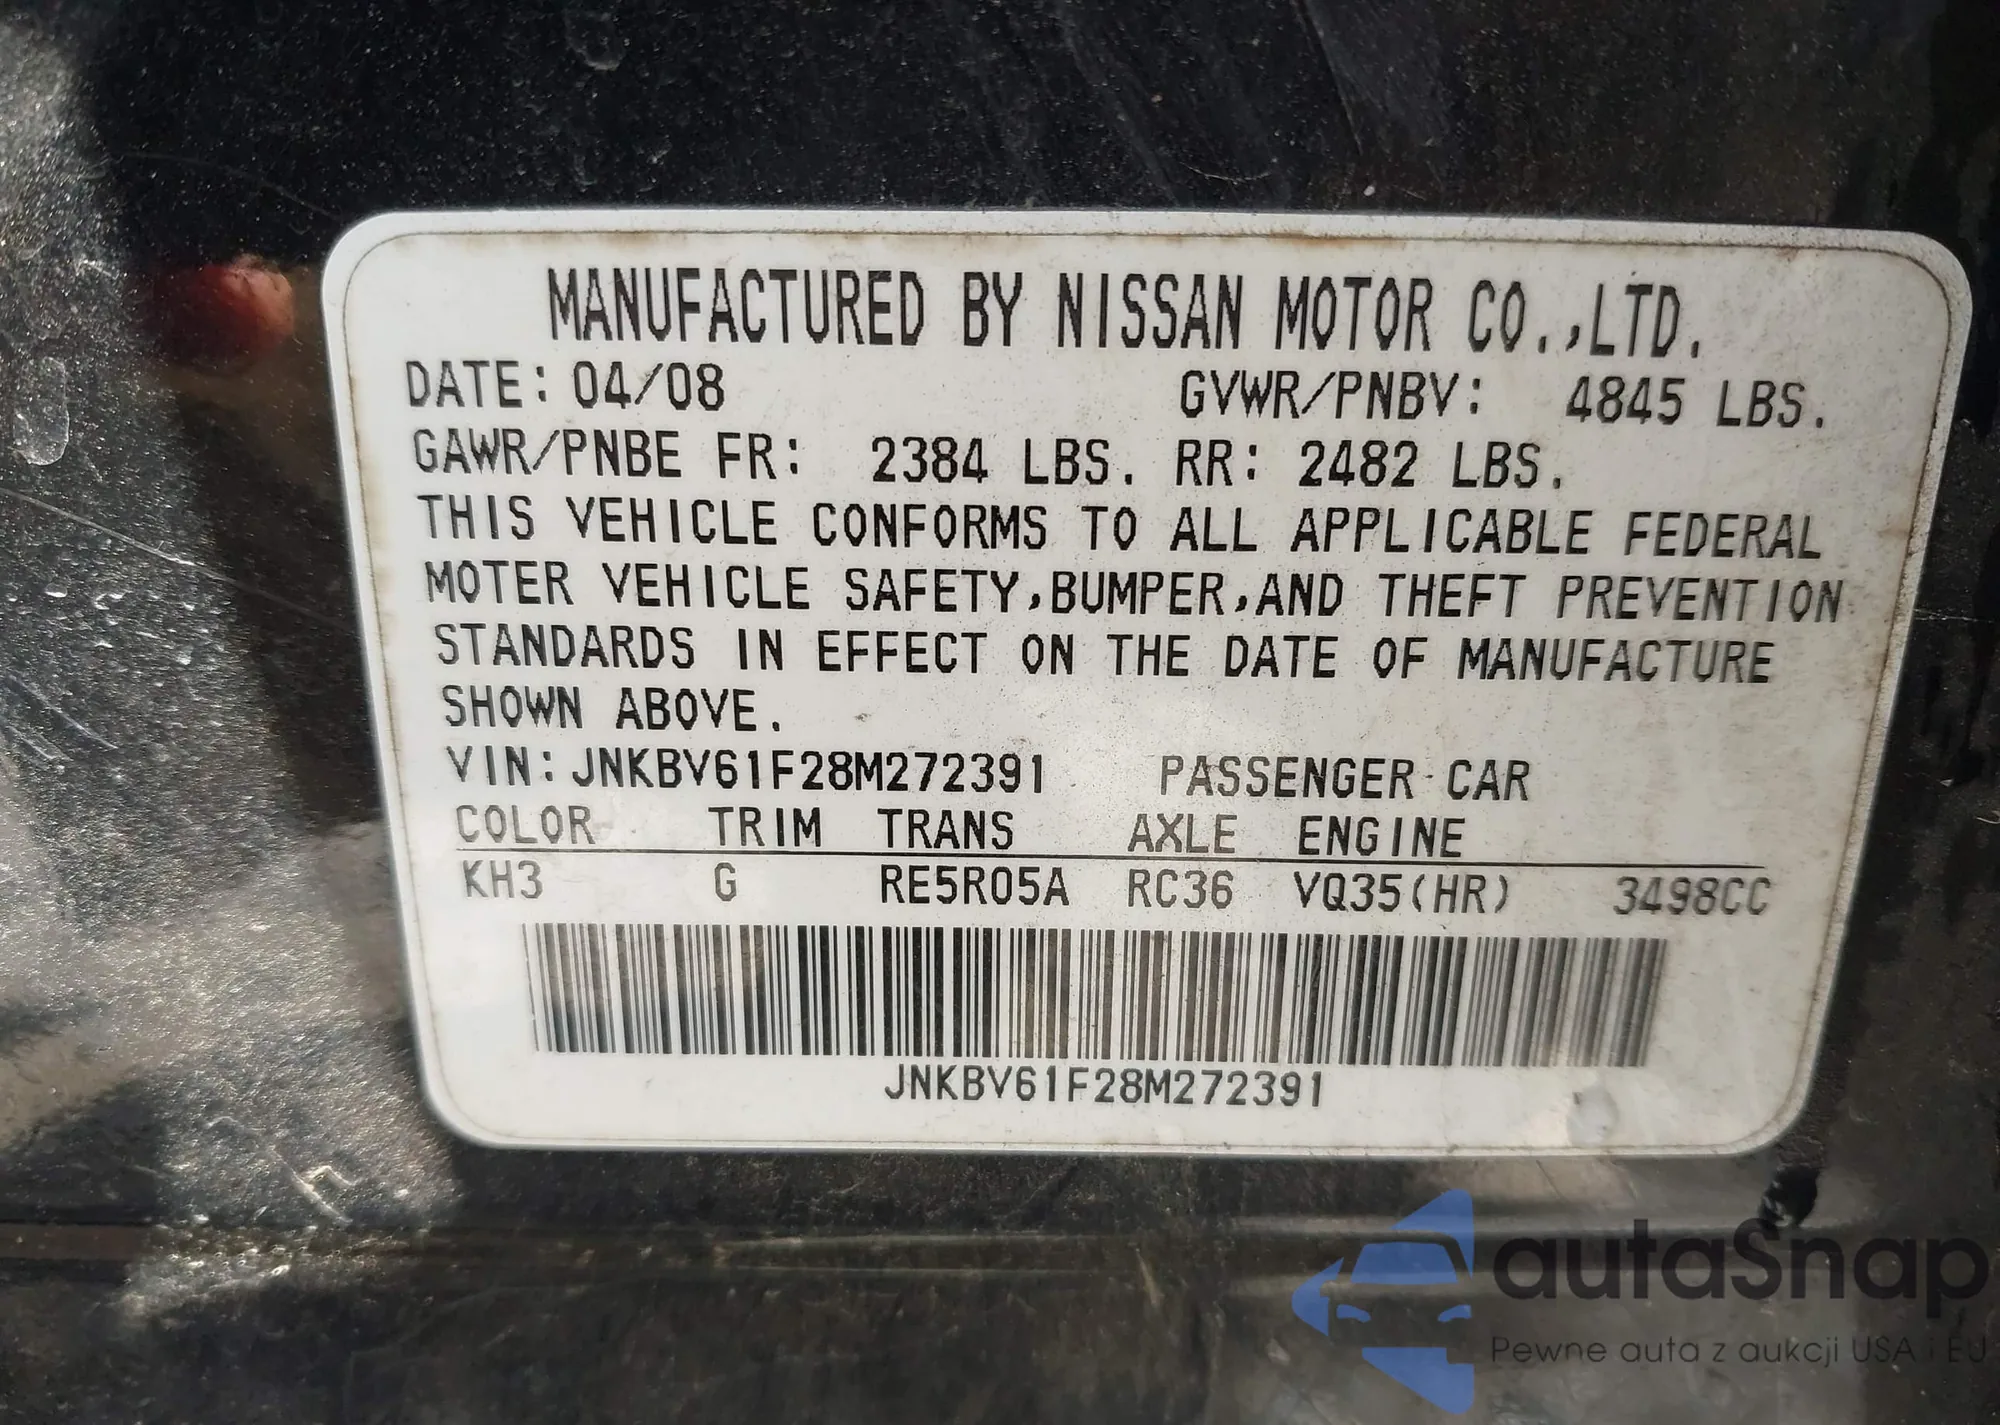 MANUFACTURED BY NISSAN MOTOR CO.,LTD.
DATE: 04/08 GVWR/PNBV: 4845 LBS.
GAWR/PNBE FR: 2384 LBS. RR: 2482 LBS.
THIS VEHICLE CONFORMS TO ALL APPLICABLE FEDERAL
MOTER VEHICLE SAFETY,BUMPER,AND THEFT PREVENTION
STANDARDS IN EFFECT ON THE DATE OF MANUFACTURE
SHOWN ABOVE.
VIN: JNKBV61F28M272391 PASSENGER CAR
COLOR TRIM TRANS AXLE ENGINE
KH3 G RE5R05A RC36 VQ35(HR) 3498CC
JNKBV61F28M272391
autaSnap
Pewne auta z aukcji USA i EU